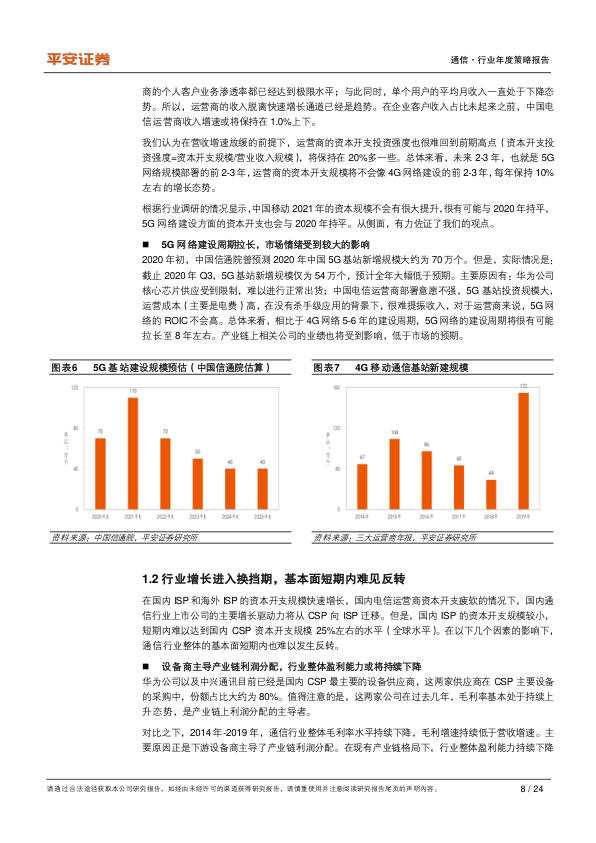 平安证券
通信·行业年度策略报告
商的个人客户业务渗透率都已经达到极限水平；与此同时，单个用户的平均月收入一直处于下降态
势。所以，运营商的收入脱离快速增长通道已经是趋势。在企业客户收入占比未起来之前，中国电
信运营商收入增速或将保持在 1.0%上下。
我们认为在营收增速放缓的前提下，运营商的资本开支投资强度也很难回到前期高点（资本开支投
资强度=资本开支规模/营业收入规模），将保持在 20%多一些。总体来看，未来 2-3 年，也就是 5G
网络规模部署的前 2-3 年，运营商的资本开支规模将不会像 4G 网络建设的前 2-3 年，每年保持 10%
左右的增长态势。
根据行业调研的情况显示，中国移动 2021 年的资本规模不会有很大提升，很有可能与 2020 年持平，
5G 网络建设方面的资本开支也会与 2020 年持平。从侧面，有力佐证了我们的观点。
■ 5G 网络建设周期拉长，市场情绪受到较大的影响
2020 年初，中国信通院曾预测 2020 年中国 5G 基站新增规模大约为 70 万个。但是，实际情况是：
截止 2020 年 Q3，5G 基站新增规模仅为 54 万个，预计全年大幅低于预期。主要原因有：华为公司
核心芯片供应受到限制，难以进行正常出货；中国电信运营商部署意愿不强，5G 基站投资规模大，
运营成本（主要是电费）高，在没有杀手级应用的背景下，很难提振收入，对于运营商来说，5G 网
络的 ROIC 不会高。总体来看，相比于 4G 网络 5-6 年的建设周期，5G 网络的建设周期将很有可能
拉长至 8 年左右。产业链上相关公司的业绩也将受到影响，低于市场的预期。
图表6 5G 基站建设规模预估（中国信通院估算）
120
80
40
0
70
110
70
50
40
40
2020年E 2021年E 2022年E 2023年E 2024年E 2025年E
资料来源：中国信通院，平安证券研究所
图表7 4G 移动通信基站新建规模
160
120
80
40
0
67
104
86
65
44
172
2014年 2015年 2016年 2017年 2018年 2019年
资料来源：三大运营商年报，平安证券研究所
1.2 行业增长进入换挡期，基本面短期内难见反转
在国内 ISP 和海外 ISP 的资本开支规模快速增长，国内电信运营商资本开支疲软的情况下，国内通
信行业上市公司的主要增长驱动力将从 CSP 向 ISP 迁移。但是，国内 ISP 的资本开支规模较小，
短期内难以达到国内 CSP 资本开支规模 25%左右的水平（全球水平）。在以下几个因素的影响下，
通信行业整体的基本面短期内也难以发生反转。
■ 设备商主导产业链利润分配，行业整体盈利能力或将持续下降
华为公司以及中兴通讯目前已经是国内 CSP 最主要的设备供应商，这两家供应商在 CSP 主要设备
的采购中，份额占比大约为 80%。值得注意的是，这两家公司在过去几年，毛利率基本处于持续上
升态势，是产业链上利润分配的主导者。
对比之下，2014 年-2019 年，通信行业整体毛利率水平持续下降，毛利增速持续低于营收增速。主
要原因正是下游设备商主导了产业链利润分配。在现有产业链格局下，行业整体盈利能力持续下降
请通过合法途径获取本公司研究报告，如经由未经许可的渠道获得研究报告，请慎重使用并注意阅读研究报告尾页的声明内容。
8 / 24